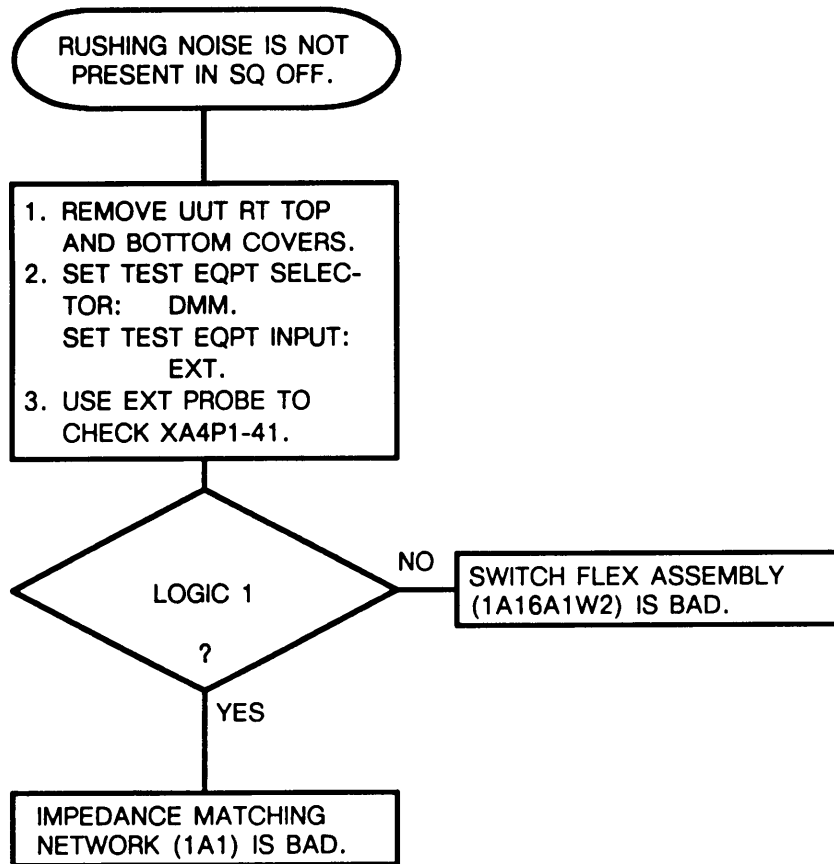 RUSHING NOISE IS NOT
PRESENT IN SQ OFF.
1. REMOVE UUT RT TOP
AND BOTTOM COVERS.
2. SET TEST EQPT SELEC-
TOR: DMM.
SET TEST EQPT INPUT:
EXT.
3. USE EXT PROBE TO
CHECK XA4P1-41.
LOGIC 1
?
NO
SWITCH FLEX ASSEMBLY
(1A16A1W2) IS BAD.
YES
IMPEDANCE MATCHING
NETWORK (1A1) IS BAD.